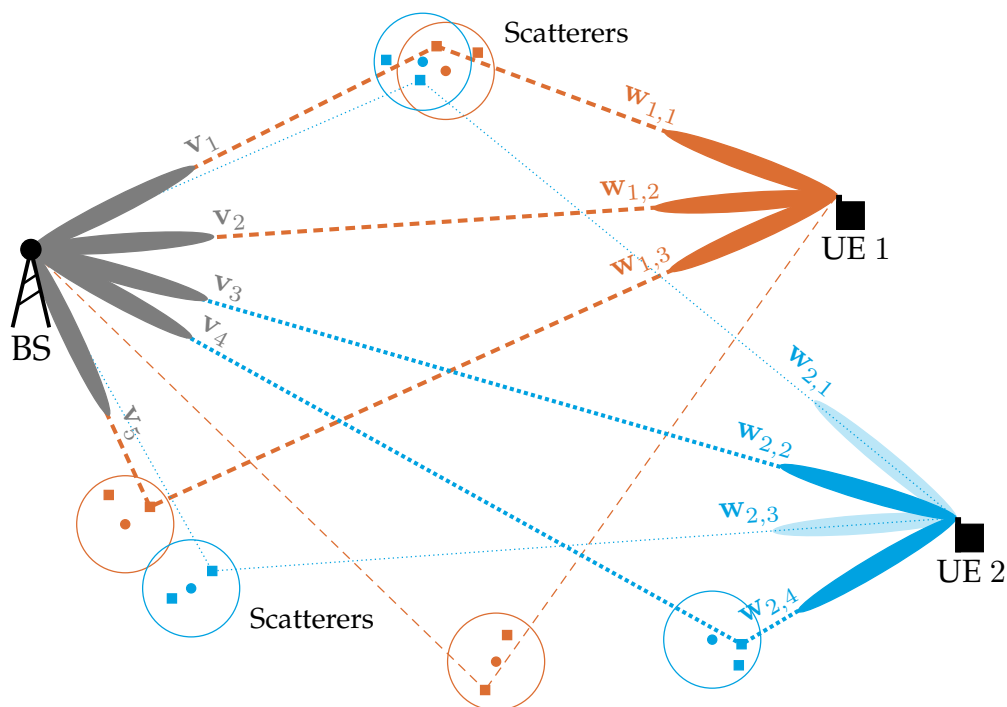 Scatterers
w₁,₁
v₁
w₁,₂
v₂
UE 1
w₁,₃
v₃
v₄
BS
w₂,₁
v₅
w₂,₂
w₂,₃
UE 2
w₂,₄
Scatterers